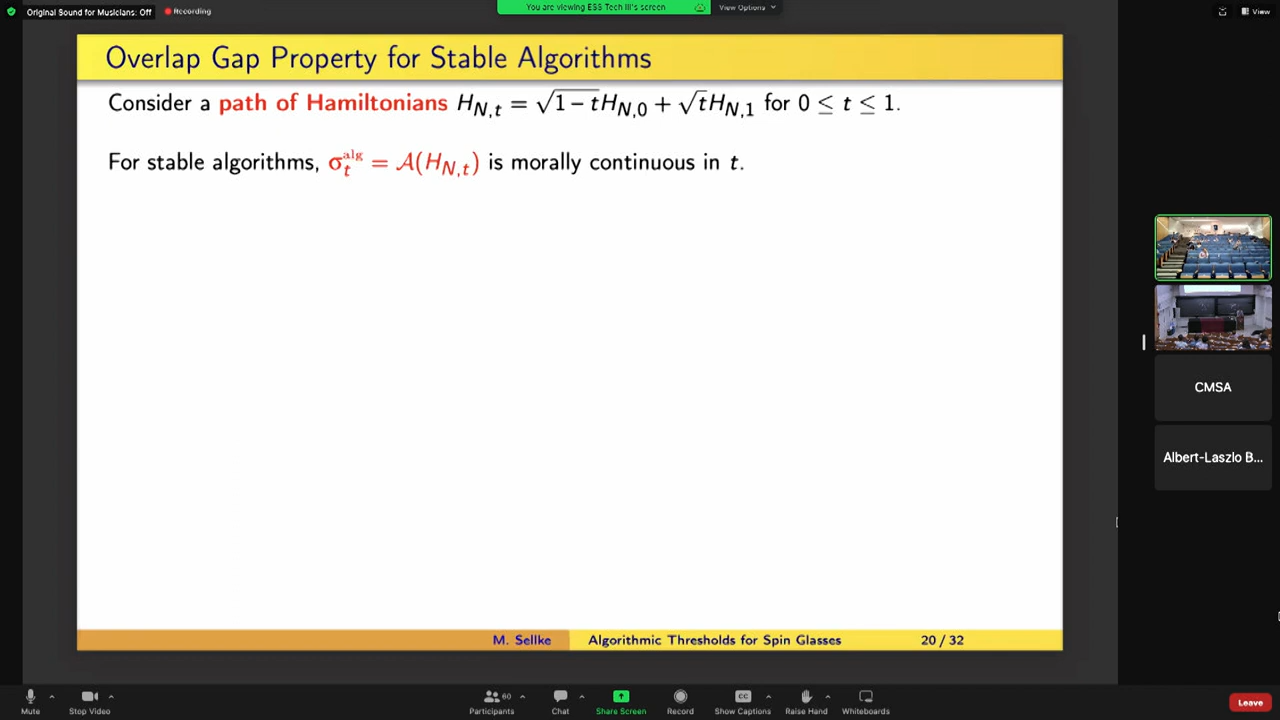 Original Sound for Musicians: Off
Recording
You are viewing ESS Tech III's screen
View Options
View
Overlap Gap Property for Stable Algorithms
Consider a path of Hamiltonians H_{N,t} = √(1 − t)H_{N,0} + √tH_{N,1} for 0 ≤ t ≤ 1.
For stable algorithms, σ_t^{alg} = 𝒜(H_{N,t}) is morally continuous in t.
CMSA
Albert-Laszlo B...
M. Sellke
Algorithmic Thresholds for Spin Glasses
20 / 32
Mute
Stop Video
60
Participants
Chat
Share Screen
Record
CC
Show Captions
Raise Hand
Whiteboards
Leave